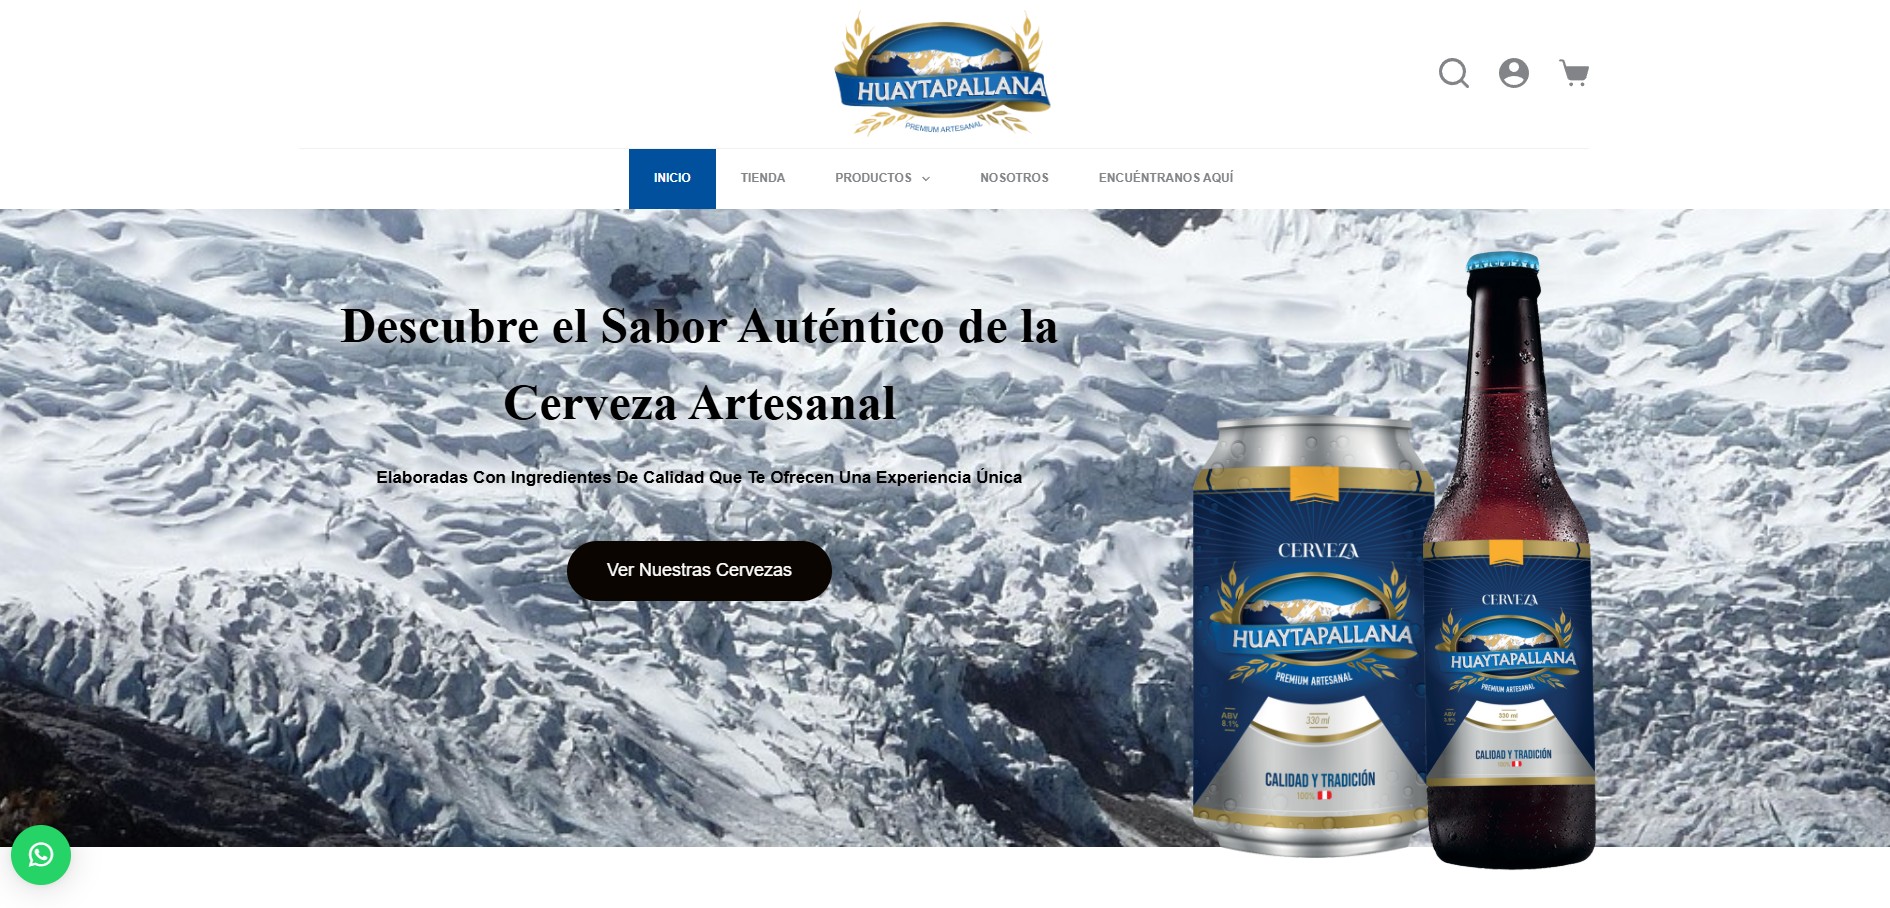 HUAYTAPALLANA
PREMIUM ARTESANAL
INICIO TIENDA PRODUCTOS NOSOTROS ENCUÉNTRANOS AQUÍ
Descubre el Sabor Auténtico de la
Cerveza Artesanal
Elaboradas Con Ingredientes De Calidad Que Te Ofrecen Una Experiencia Única
Ver Nuestras Cervezas
CERVEZA
HUAYTAPALLANA
PREMIUM ARTESANAL
ABV
8.1%
330 ml
CALIDAD Y TRADICIÓN
100%
CERVEZA
HUAYTAPALLANA
PREMIUM ARTESANAL
ABV
330 ml
CALIDAD Y TRADICIÓN
100%